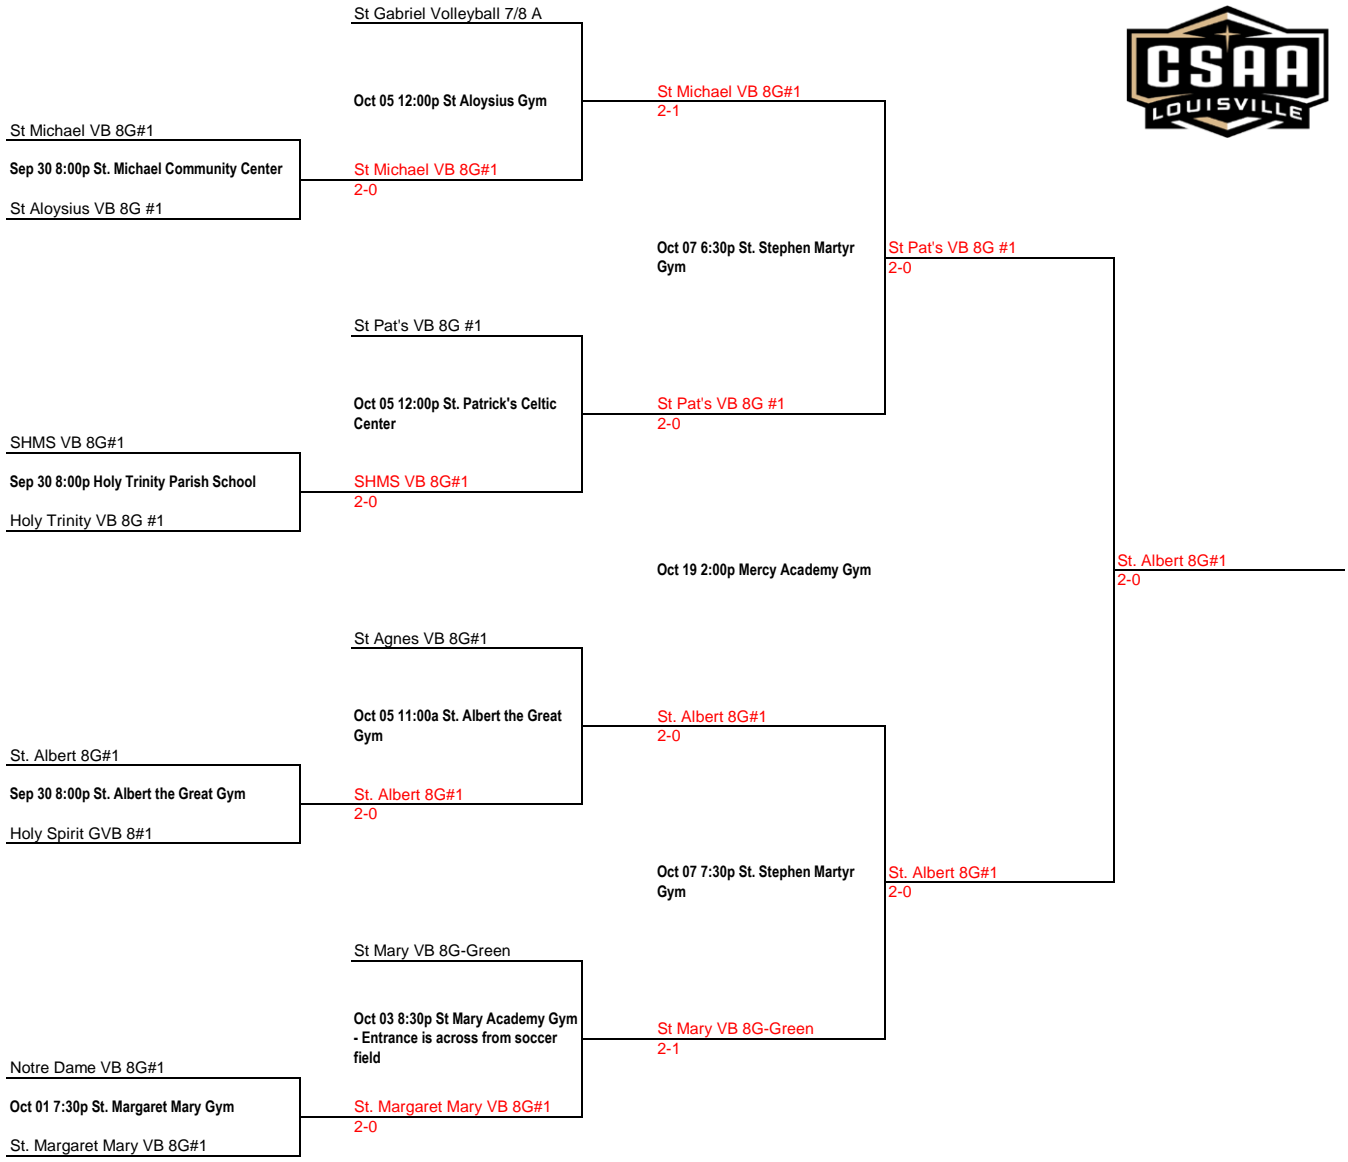 St Gabriel Volleyball 7/8 A
CSAA
LOUISVILLE
Oct 05 12:00p St Aloysius Gym
St Michael VB 8G#1
2-1
St Michael VB 8G#1
Sep 30 8:00p St. Michael Community Center
St Michael VB 8G#1
2-0
St Aloysius VB 8G #1
Oct 07 6:30p St. Stephen Martyr
Gym
St Pat's VB 8G #1
2-0
St Pat's VB 8G #1
Oct 05 12:00p St. Patrick's Celtic
Center
St Pat's VB 8G #1
2-0
SHMS VB 8G#1
Sep 30 8:00p Holy Trinity Parish School
SHMS VB 8G#1
2-0
Holy Trinity VB 8G #1
Oct 19 2:00p Mercy Academy Gym
St. Albert 8G#1
2-0
St Agnes VB 8G#1
Oct 05 11:00a St. Albert the Great
Gym
St. Albert 8G#1
2-0
St. Albert 8G#1
Sep 30 8:00p St. Albert the Great Gym
St. Albert 8G#1
2-0
Holy Spirit GVB 8#1
Oct 07 7:30p St. Stephen Martyr
Gym
St. Albert 8G#1
2-0
St Mary VB 8G-Green
Oct 03 8:30p St Mary Academy Gym
- Entrance is across from soccer
field
St Mary VB 8G-Green
2-1
Notre Dame VB 8G#1
Oct 01 7:30p St. Margaret Mary Gym
St. Margaret Mary VB 8G#1
2-0
St. Margaret Mary VB 8G#1